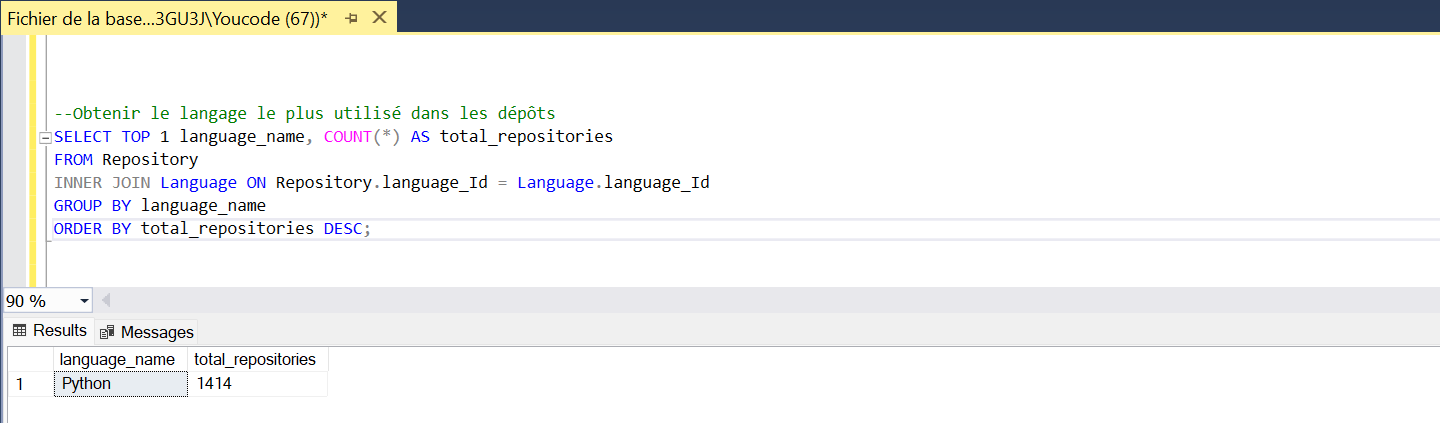 Fichier de la base...3GU3J\Youcode (67))*
--Obtenir le langage le plus utilisé dans les dépôts
SELECT TOP 1 language_name, COUNT(*) AS total_repositories
FROM Repository
INNER JOIN Language ON Repository.language_Id = Language.language_Id
GROUP BY language_name
ORDER BY total_repositories DESC;
90 %
Results Messages
language_name total_repositories
1 Python 1414